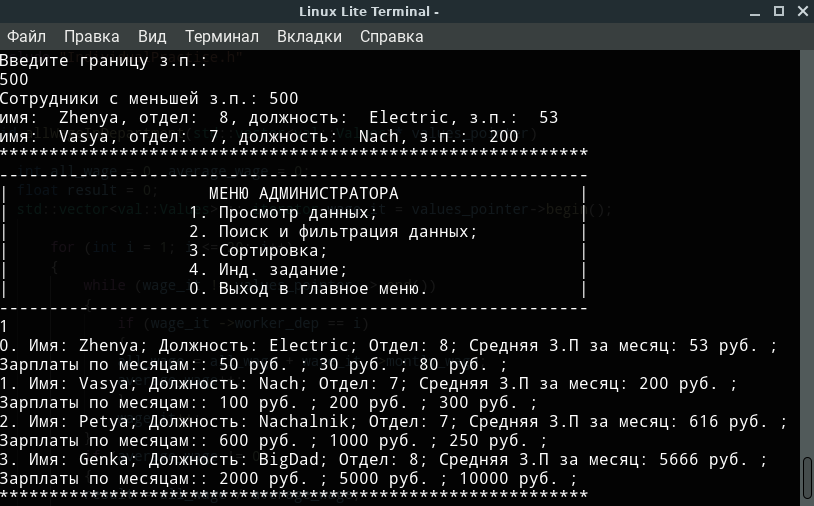 Linux Lite Terminal -
Файл Правка Вид Терминал Вкладки Справка
Введите границу з.п.:
500
Сотрудники с меньшей з.п.: 500
имя:  Zhenya, отдел:  8, должность:  Electric, з.п.:  53
имя:  Vasya, отдел:  7, должность:  Nach, з.п.:  200
***********************************************************
-----------------------------------------------------------
|                    МЕНЮ АДМИНИСТРАТОРА                  |
|                  1. Просмотр данных;                    |
|                  2. Поиск и фильтрация данных;          |
|                  3. Сортировка;                         |
|                  4. Инд. задание;                       |
|                  0. Выход в главное меню.               |
-----------------------------------------------------------
1
0. Имя: Zhenya; Должность: Electric; Отдел: 8; Средняя З.П за месяц: 53 руб. ;
Зарплаты по месяцам:: 50 руб. ; 30 руб. ; 80 руб. ;
1. Имя: Vasya; Должность: Nach; Отдел: 7; Средняя З.П за месяц: 200 руб. ;
Зарплаты по месяцам:: 100 руб. ; 200 руб. ; 300 руб. ;
2. Имя: Petya; Должность: Nachalnik; Отдел: 7; Средняя З.П за месяц: 616 руб. ;
Зарплаты по месяцам:: 600 руб. ; 1000 руб. ; 250 руб. ;
3. Имя: Genka; Должность: BigDad; Отдел: 8; Средняя З.П за месяц: 5666 руб. ;
Зарплаты по месяцам:: 2000 руб. ; 5000 руб. ; 10000 руб. ;
***********************************************************